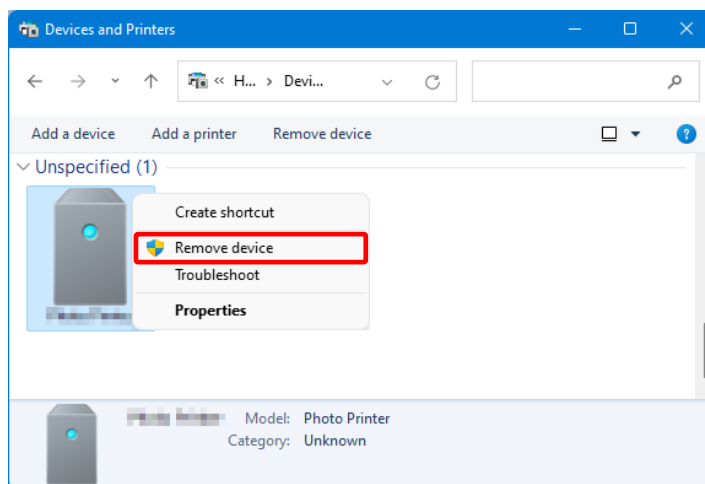 Devices and Printers
« H... › Devi...
Add a device Add a printer Remove device
Unspecified (1)
Create shortcut
Remove device
Troubleshoot
Properties
Model: Photo Printer
Category: Unknown